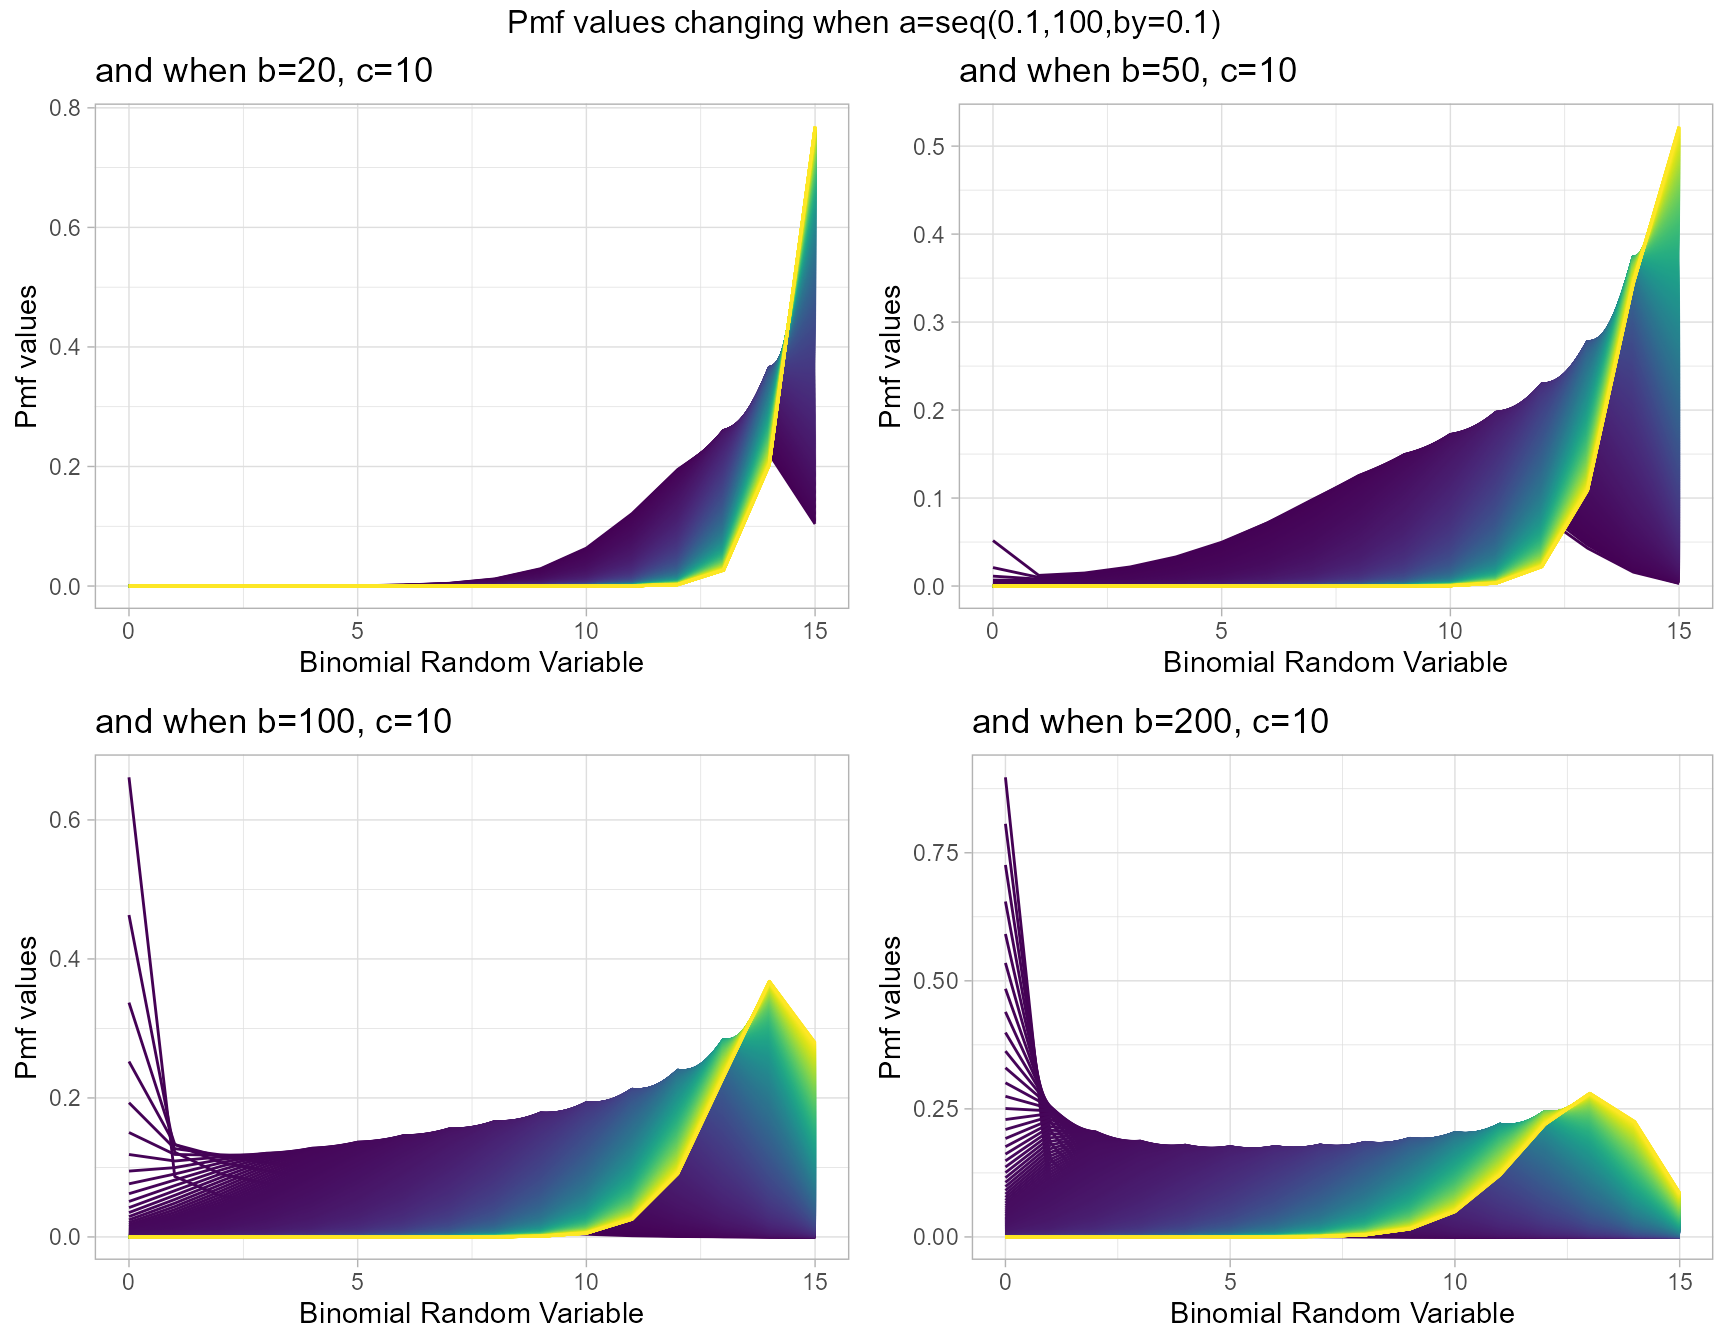 Pmf values changing when a=seq(0.1,100,by=0.1)
and when b=20, c=10
Pmf values
0.8
0.6
0.4
0.2
0.0
0 5 10 15
Binomial Random Variable
and when b=50, c=10
Pmf values
0.5
0.4
0.3
0.2
0.1
0.0
0 5 10 15
Binomial Random Variable
and when b=100, c=10
Pmf values
0.6
0.4
0.2
0.0
0 5 10 15
Binomial Random Variable
and when b=200, c=10
Pmf values
0.75
0.50
0.25
0.00
0 5 10 15
Binomial Random Variable